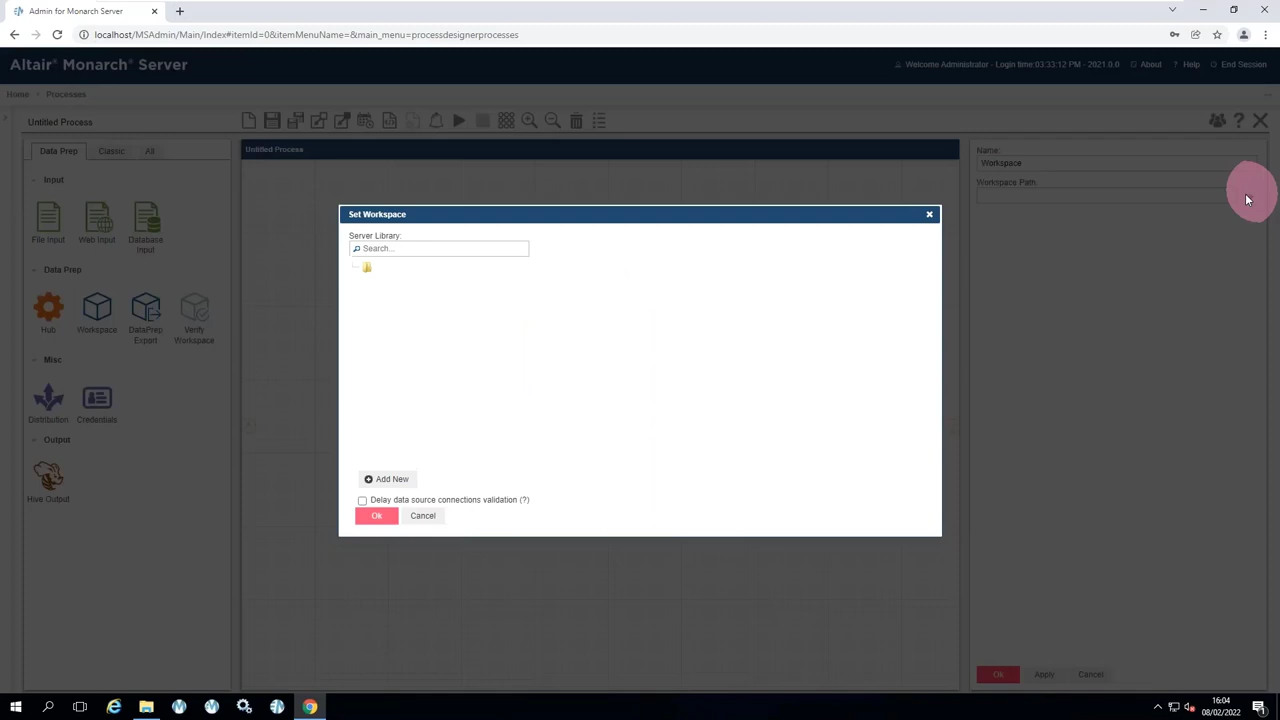 Admin for Monarch Server
localhost/MSAdmin/Main/Index#itemId=0&itemMenuName=&main_menu=processdesignerprocesses
Altair® Monarch® Server
Welcome Administrator - Login time:03:33:12 PM - 2021.0.0 About ? Help End Session
Home Processes
Untitled Process
Data Prep Classic All
Untitled Process
Name:
Workspace
Workspace Path:
Input
File Input Web Input Database Input
Data Prep
Hub Workspace DataPrep Export Verify Workspace
Misc
Distribution Credentials
Output
Hive Output
Set Workspace
Server Library:
Search...
Add New
Delay data source connections validation (?)
Ok Cancel
Ok Apply Cancel
16:04
08/02/2022